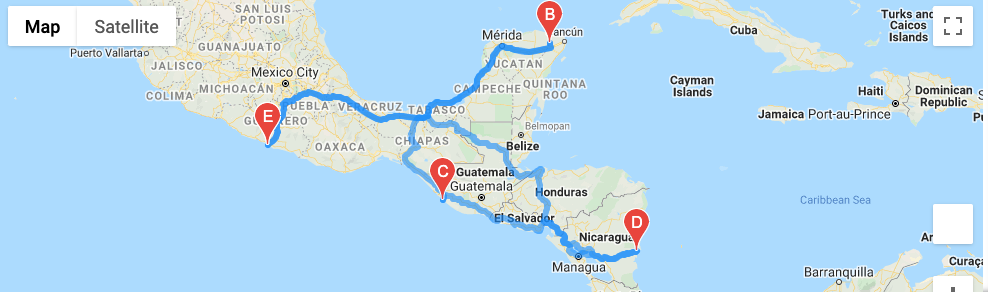 Map
Satellite
SAN LUIS
POTOSI
B
Cancún
Mérida
YUCATAN
Cuba
Turks and
Caicos
Islands
Puerto Vallarta
GUANAJUATO
JALISCO
Mexico City
MICHOACÁN
COLIMA
CAMPECHE
QUINTANA
ROO
Cayman
Islands
Haiti
Dominican
Republic
PUEBLA
VERACRUZ
TABASCO
E
GUERRERO
Jamaica
Port-au-Prince
OAXACA
CHIAPAS
Belmopan
Belize
C
Guatemala
Guatemala
Honduras
Caribbean Sea
El Salvador
D
Nicaragua
Managua
Barranquilla